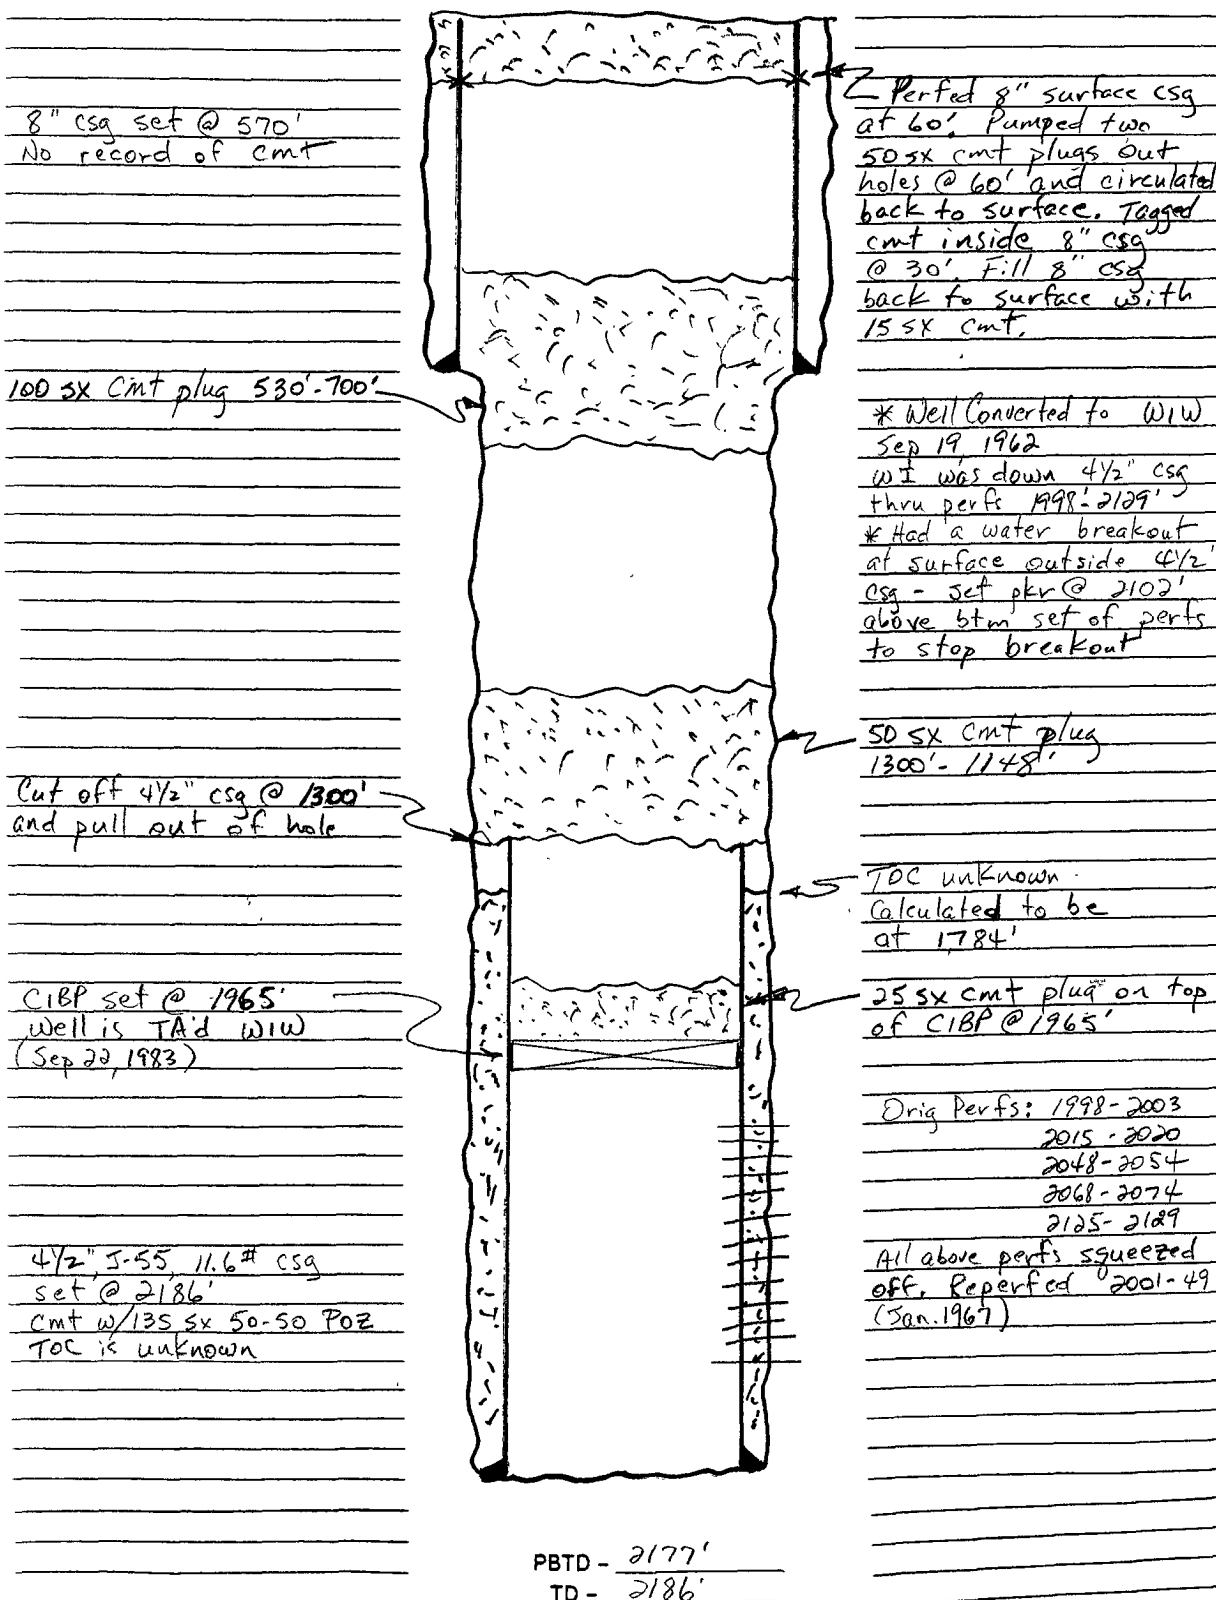 8" csg set @ 570'
No record of cmt
100 sx Cmt plug 530'-700'
Cut off 4½" csg @ 1300'
and pull out of hole
CIBP set @ 1965'
Well is TA'd WIW
(Sep 22, 1983)
4½", J-55, 11.6# csg
set @ 2186'
Cmt w/135 sx 50-50 POZ
TOC is unknown
Perfed 8" surface csg
at 60'. Pumped two
50 sx cmt plugs out
holes @ 60' and circulated
back to surface. Tagged
cmt inside 8" csg
@ 30'. Fill 8" csg
back to surface with
15 sx cmt.
* Well Converted to WIW
Sep 19, 1962
WI was down 4½" csg
thru perfs 1998'-2129'
* Had a water breakout
at surface outside 4½"
csg - set pkr @ 2102'
above btm set of perfs
to stop breakout
50 sx cmt plug
1300'-1148'
TOC unknown
Calculated to be
at 1784'
25 sx cmt plug on top
of CIBP @ 1965'
Orig Perfs: 1998-2003
2015-2020
2048-2054
2068-2074
2125-2129
All above perfs squeezed
off. Reperfed 2001-49
(Jan. 1967)
PBTD - 2177'
TD - 2186'